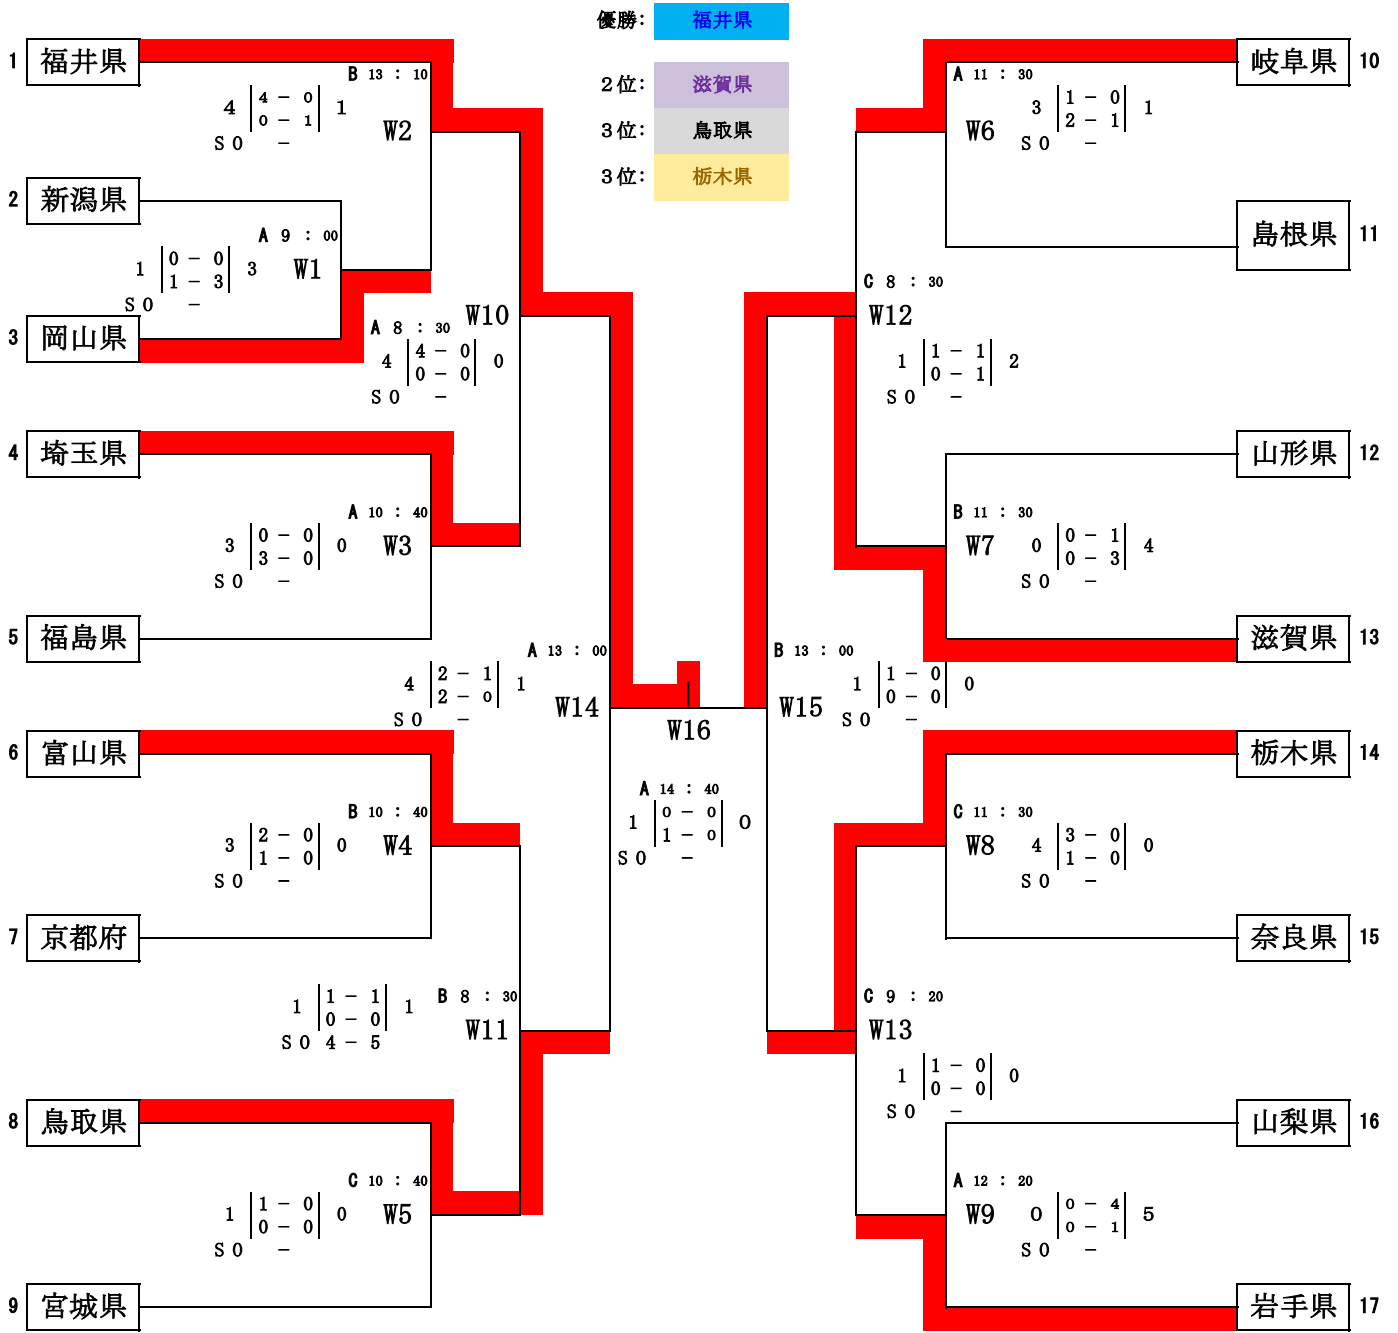 優勝: 福井県
2位: 滋賀県
3位: 鳥取県
3位: 栃木県
1 福井県
B 13 : 10
4 4 - 0 1
0 - 1
SO -
W2
2 新潟県
A 9 : 00
1 0 - 0 3
1 - 3
SO -
W1
3 岡山県
A 8 : 30
W10
4 4 - 0 0
0 - 0
SO -
4 埼玉県
A 10 : 40
3 0 - 0 0
3 - 0
SO -
W3
5 福島県
A 13 : 00
4 2 - 1 1
2 - 0
SO -
W14
6 富山県
B 10 : 40
3 2 - 0 0
1 - 0
SO -
W4
7 京都府
B 8 : 30
1 1 - 1 1
0 - 0
SO 4 - 5
W11
8 鳥取県
C 10 : 40
1 1 - 0 0
0 - 0
SO -
W5
9 宮城県
W16
A 14 : 40
1 0 - 0 0
1 - 0
SO -
岐阜県 10
A 11 : 30
W6
3 1 - 0 1
2 - 1
SO -
島根県 11
C 8 : 30
W12
1 1 - 1 2
0 - 1
SO -
山形県 12
B 11 : 30
W7
0 0 - 1 4
0 - 3
SO -
滋賀県 13
B 13 : 00
W15
1 1 - 0 0
0 - 0
SO -
栃木県 14
C 11 : 30
W8
4 3 - 0 0
1 - 0
SO -
奈良県 15
C 9 : 20
W13
1 1 - 0 0
0 - 0
SO -
山梨県 16
A 12 : 20
W9
0 0 - 4 5
0 - 1
SO -
岩手県 17